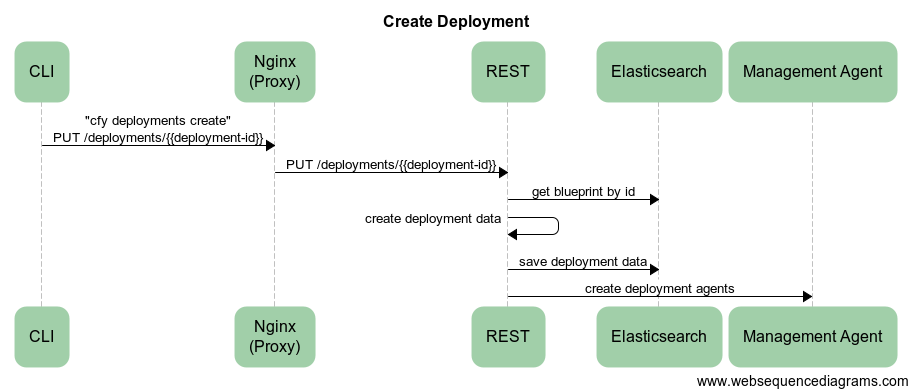 Create Deployment
CLI
Nginx
(Proxy)
REST
Elasticsearch
Management Agent
"cfy deployments create"
PUT /deployments/{{deployment-id}}
PUT /deployments/{{deployment-id}}
get blueprint by id
create deployment data
save deployment data
create deployment agents
CLI
Nginx
(Proxy)
REST
Elasticsearch
Management Agent
www.websequencediagrams.com